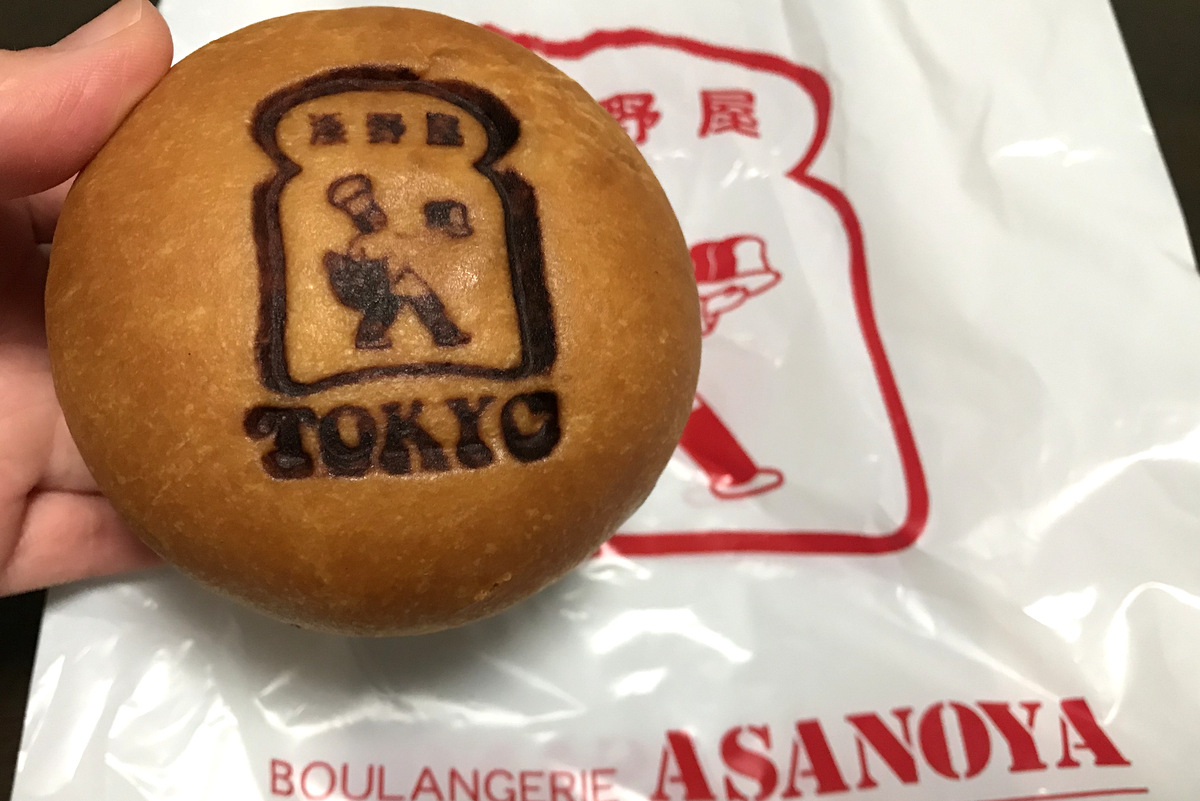 浅野屋
TOKYO
野屋
BOULANGERIE ASANOYA